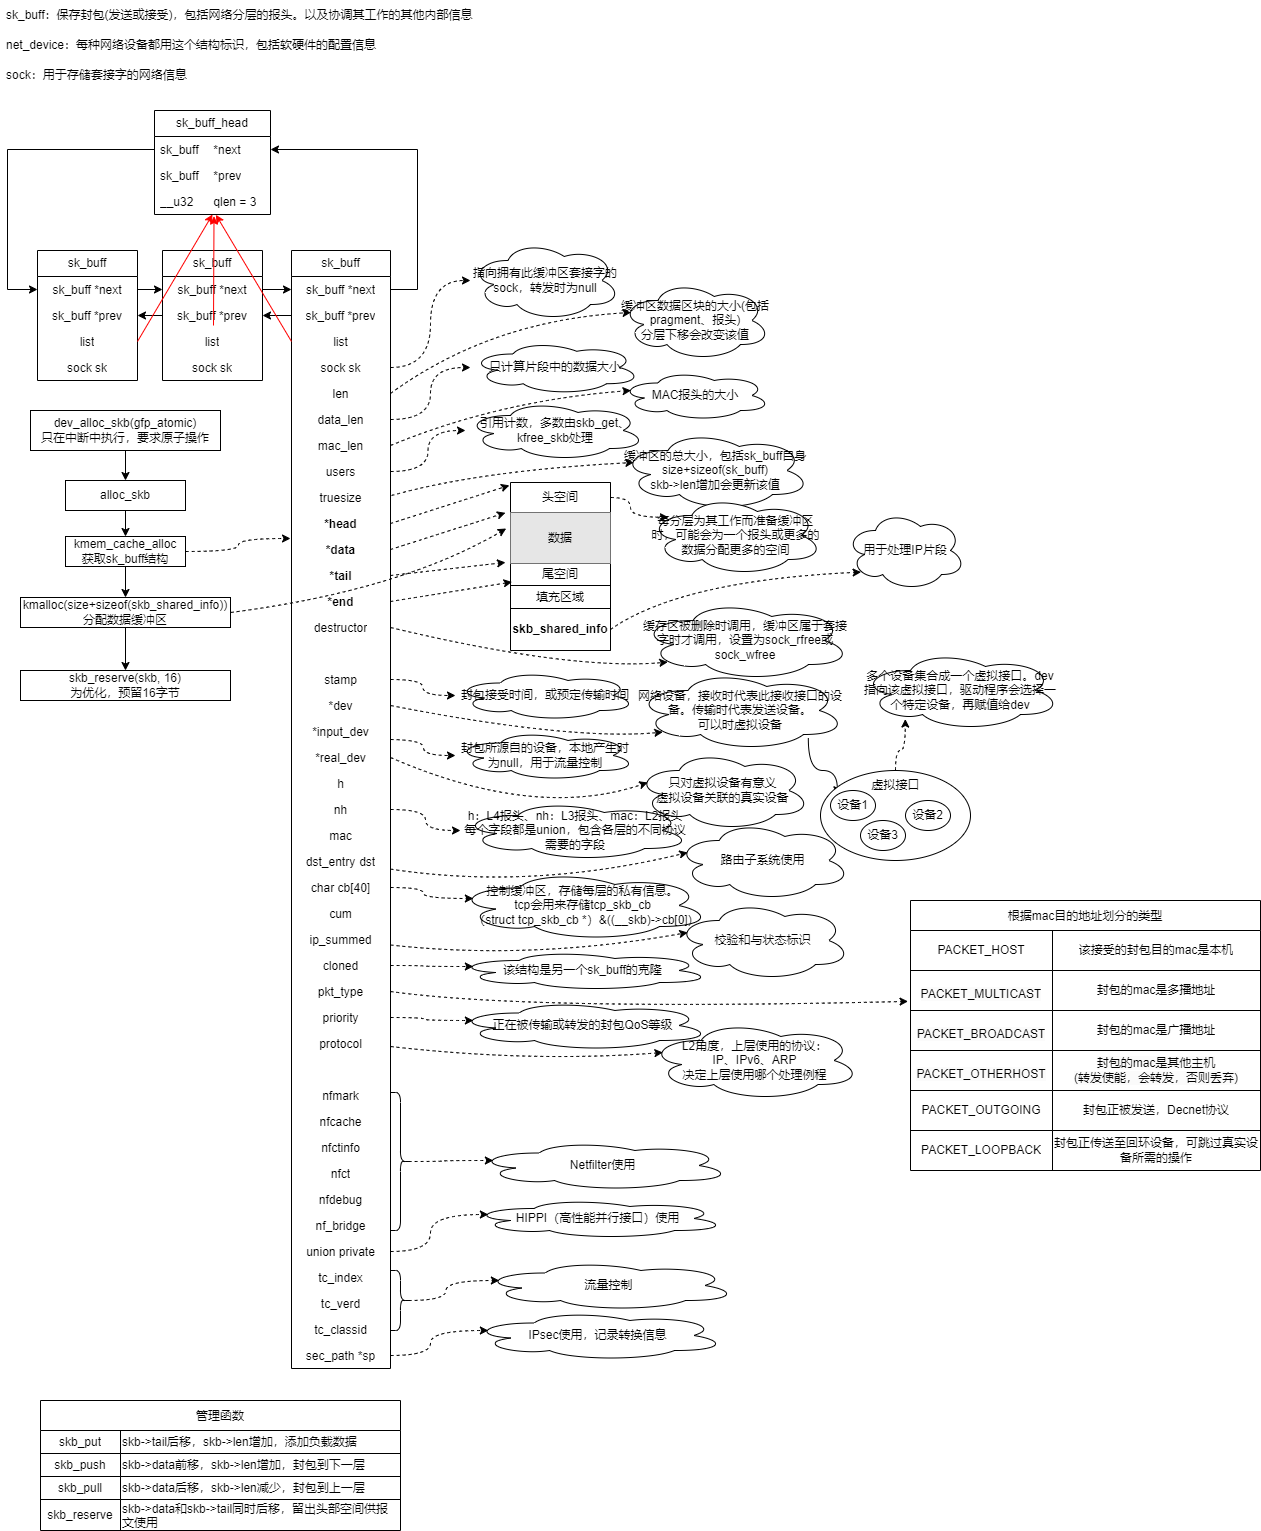 sk_buff：保存封包(发送或接受)，包括网络分层的报头。以及协调其工作的其他内部信息
net_device：每种网络设备都用这个结构标识，包括软硬件的配置信息
sock：用于存储套接字的网络信息
sk_buff_head
sk_buff *next
sk_buff *prev
__u32 qlen = 3
sk_buff
sk_buff *next
sk_buff *prev
list
sock sk
sk_buff
sk_buff *next
sk_buff *prev
list
sock sk
sk_buff
sk_buff *next
sk_buff *prev
list
sock sk
len
data_len
mac_len
users
truesize
*head
*data
*tail
*end
destructor
stamp
*dev
*input_dev
*real_dev
h
nh
mac
dst_entry dst
char cb[40]
cum
ip_summed
cloned
pkt_type
priority
protocol
nfmark
nfcache
nfctinfo
nfct
nfdebug
nf_bridge
union private
tc_index
tc_verd
tc_classid
sec_path *sp
dev_alloc_skb(gfp_atomic)
只在中断中执行，要求原子操作
alloc_skb
kmem_cache_alloc
获取sk_buff结构
kmalloc(size+sizeof(skb_shared_info))
分配数据缓冲区
skb_reserve(skb, 16)
为优化，预留16字节
指向拥有此缓冲区套接字的
sock，转发时为null
缓冲区数据区块的大小(包括
pragment、报头)
分层下移会改变该值
只计算片段中的数据大小
MAC报头的大小
引用计数，多数由skb_get、
kfree_skb处理
缓冲区的总大小，包括sk_buff自身
size+sizeof(sk_buff)
skb->len增加会更新该值
头空间
数据
尾空间
填充区域
skb_shared_info
每分层为其工作而准备缓冲区
时，可能会为一个报头或更多的
数据分配更多的空间
用于处理IP片段
缓存区被删除时调用，缓冲区属于套接
字时才调用，设置为sock_rfree或
sock_wfree
封包接受时间，或预定传输时间
网络设备，接收时代表此接收接口的设
备。传输时代表发送设备。
可以时虚拟设备
多个设备集合成一个虚拟接口。dev
指向该虚拟接口，驱动程序会选择一
个特定设备，再赋值给dev
虚拟接口
设备1
设备2
设备3
封包所源自的设备，本地产生时
为null，用于流量控制
只对虚拟设备有意义
虚拟设备关联的真实设备
h：L4报头、nh：L3报头、mac：L2报头
每个字段都是union，包含各层的不同协议
需要的字段
路由子系统使用
控制缓冲区，存储每层的私有信息。
tcp会用来存储tcp_skb_cb
（struct tcp_skb_cb *）&((__skb)->cb[0])
校验和与状态标识
该结构是另一个sk_buff的克隆
正在被传输或转发的封包QoS等级
L2角度，上层使用的协议：
IP、IPv6、ARP
决定上层使用哪个处理例程
Netfilter使用
HIPPI（高性能并行接口）使用
流量控制
IPsec使用，记录转换信息
根据mac目的地址划分的类型
PACKET_HOST 该接受的封包目的mac是本机
PACKET_MULTICAST 封包的mac是多播地址
PACKET_BROADCAST 封包的mac是广播地址
PACKET_OTHERHOST 封包的mac是其他主机
(转发使能，会转发，否则丢弃)
PACKET_OUTGOING 封包正被发送，Decnet协议
PACKET_LOOPBACK 封包正传送至回环设备，可跳过真实设
备所需的操作
管理函数
skb_put skb->tail后移，skb->len增加，添加负载数据
skb_push skb->data前移，skb->len增加，封包到下一层
skb_pull skb->data后移，skb->len减少，封包到上一层
skb_reserve skb->data和skb->tail同时后移，留出头部空间供报
文使用